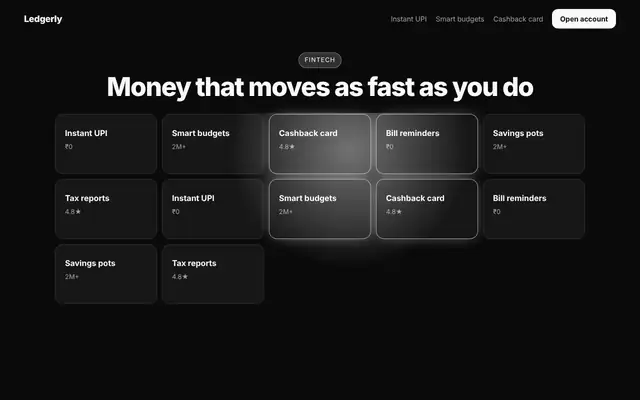 Ledgerly
Instant UPI Smart budgets Cashback card Open account
FINTECH
Money that moves as fast as you do
Instant UPI
₹0
Smart budgets
2M+
Cashback card
4.8★
Bill reminders
₹0
Savings pots
2M+
Tax reports
4.8★
Instant UPI
₹0
Smart budgets
2M+
Cashback card
4.8★
Bill reminders
₹0
Savings pots
2M+
Tax reports
4.8★